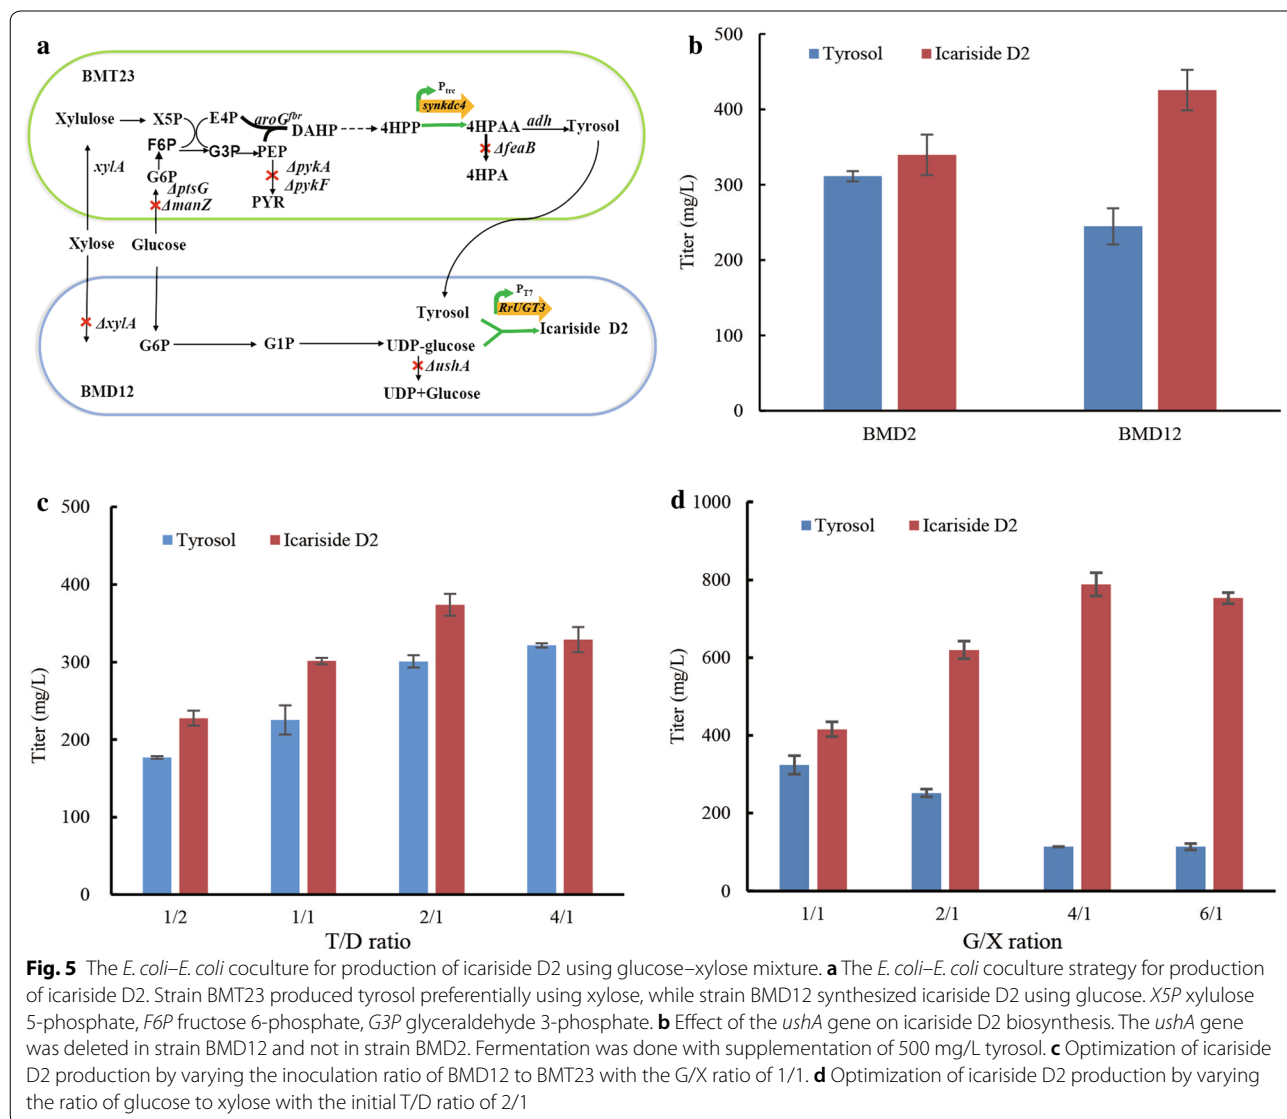 a
BMT23
Xylulose
X5P
E4P
aroG^fbr
DAHP
4HPP
P_trc
synkdc4
4HPAA
adh
Tyrosol
F6P
G3P
PEP
ΔfeaB
xylA
G6P
ΔptsG
ΔmanZ
ΔpykA
ΔpykF
4HPA
PYR
Xylose
Glucose
Tyrosol
P_T7
RrUGT3
Icariside D2
ΔxylA
G6P
G1P
UDP-glucose
ΔushA
BMD12
UDP+Glucose
b
Tyrosol
Icariside D2
Titer (mg/L)
500
400
300
200
100
0
BMD2
BMD12
c
Tyrosol
Icariside D2
Titer (mg/L)
500
400
300
200
100
0
1/2
1/1
2/1
4/1
T/D ratio
d
Tyrosol
Icariside D2
Titer (mg/L)
1000
800
600
400
200
0
1/1
2/1
4/1
6/1
G/X ration
Fig. 5 The E. coli–E. coli coculture for production of icariside D2 using glucose–xylose mixture. a The E. coli–E. coli coculture strategy for production
of icariside D2. Strain BMT23 produced tyrosol preferentially using xylose, while strain BMD12 synthesized icariside D2 using glucose. X5P xylulose
5-phosphate, F6P fructose 6-phosphate, G3P glyceraldehyde 3-phosphate. b Effect of the ushA gene on icariside D2 biosynthesis. The ushA gene
was deleted in strain BMD12 and not in strain BMD2. Fermentation was done with supplementation of 500 mg/L tyrosol. c Optimization of icariside
D2 production by varying the inoculation ratio of BMD12 to BMT23 with the G/X ratio of 1/1. d Optimization of icariside D2 production by varying
the ratio of glucose to xylose with the initial T/D ratio of 2/1